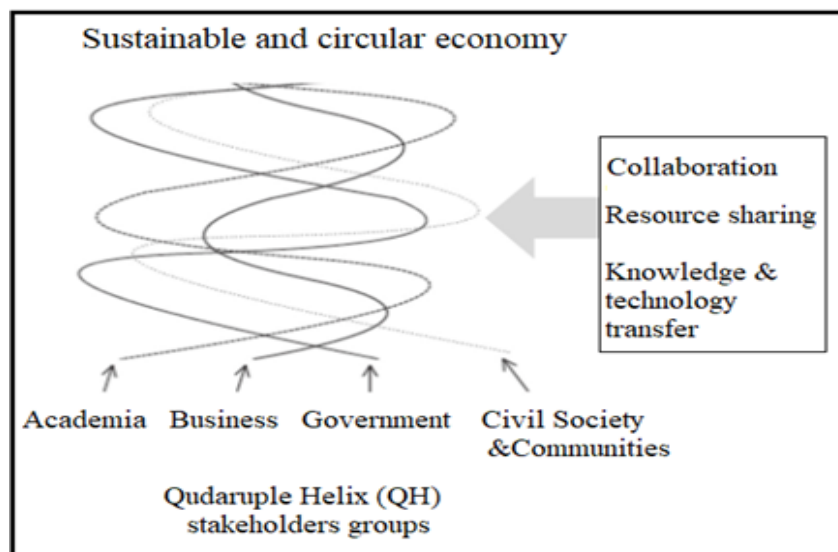 Sustainable and circular economy
Collaboration
Resource sharing
Knowledge &
technology
transfer
Academia Business Government Civil Society
&Communities
Qudaruple Helix (QH)
stakeholders groups